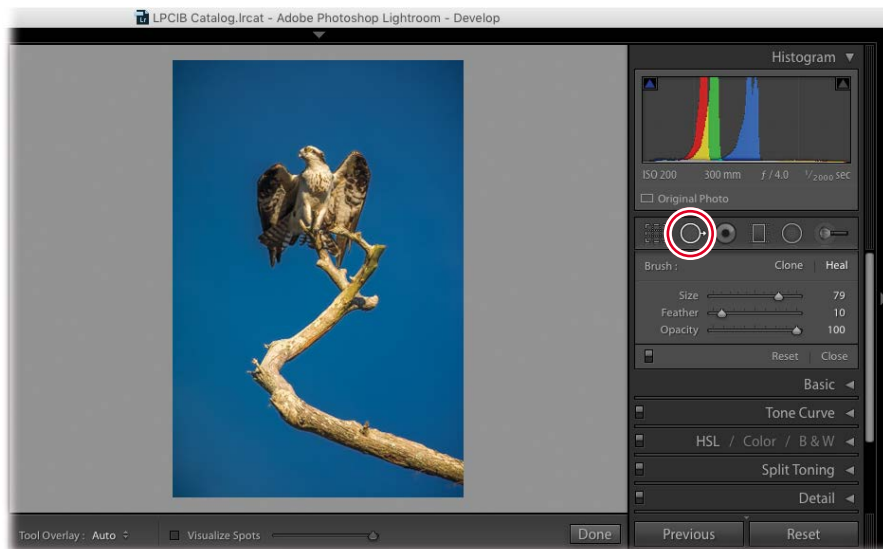 LPCIB Catalog.lrcat - Adobe Photoshop Lightroom - Develop
Histogram
ISO 200 300 mm ƒ / 4.0 1/2000 sec
Original Photo
Brush : Clone Heal
Size 79
Feather 10
Opacity 100
Reset Close
Basic
Tone Curve
HSL / Color / B & W
Split Toning
Detail
Tool Overlay : Auto Visualize Spots Done Previous Reset